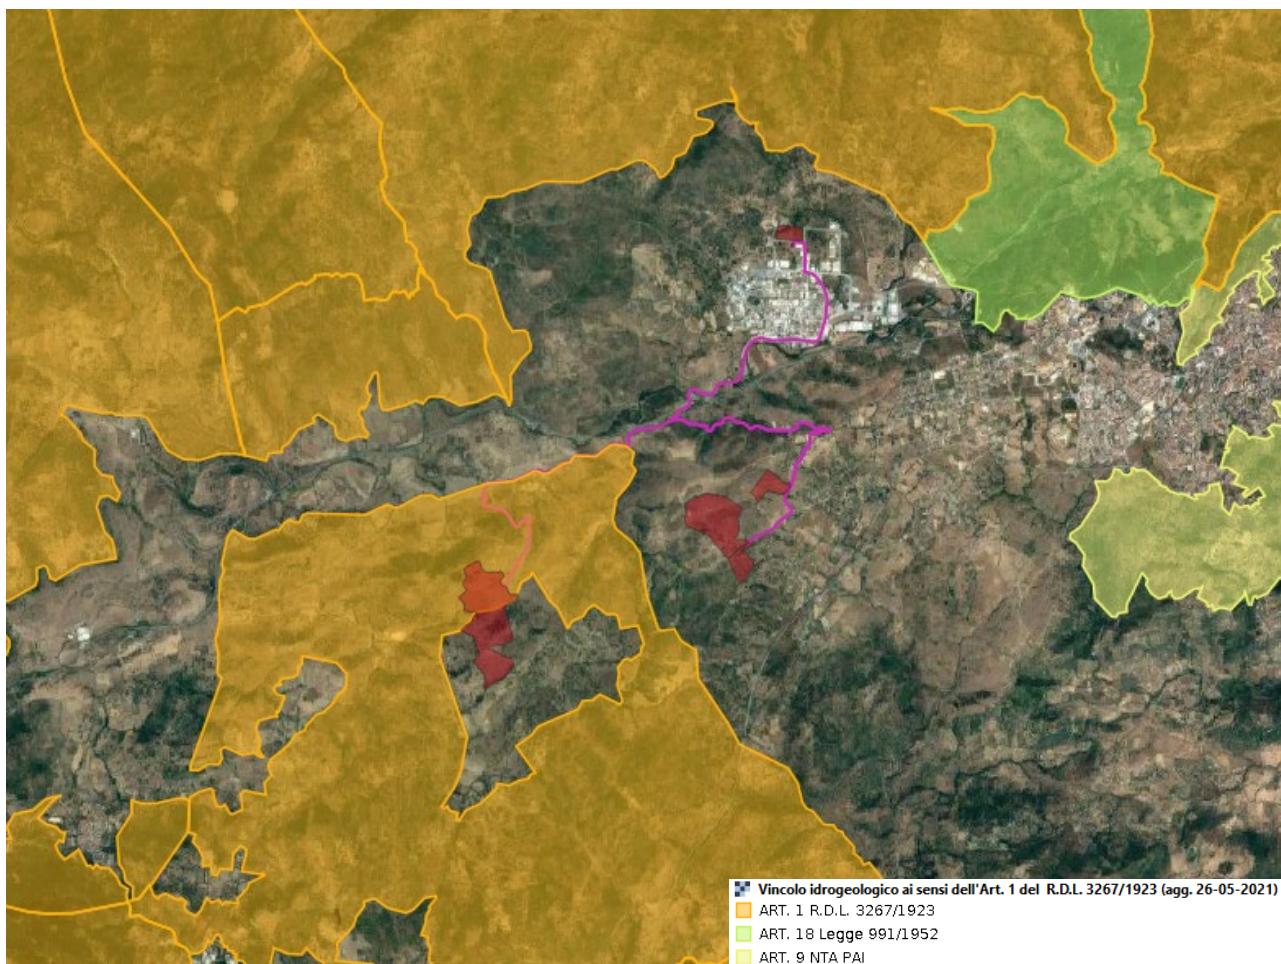 Vincolo idrogeologico ai sensi dell'Art. 1 del R.D.L. 3267/1923 (agg. 26-05-2021)
ART. 1 R.D.L. 3267/1923
ART. 18 Legge 991/1952
ART. 9 NTA PAI